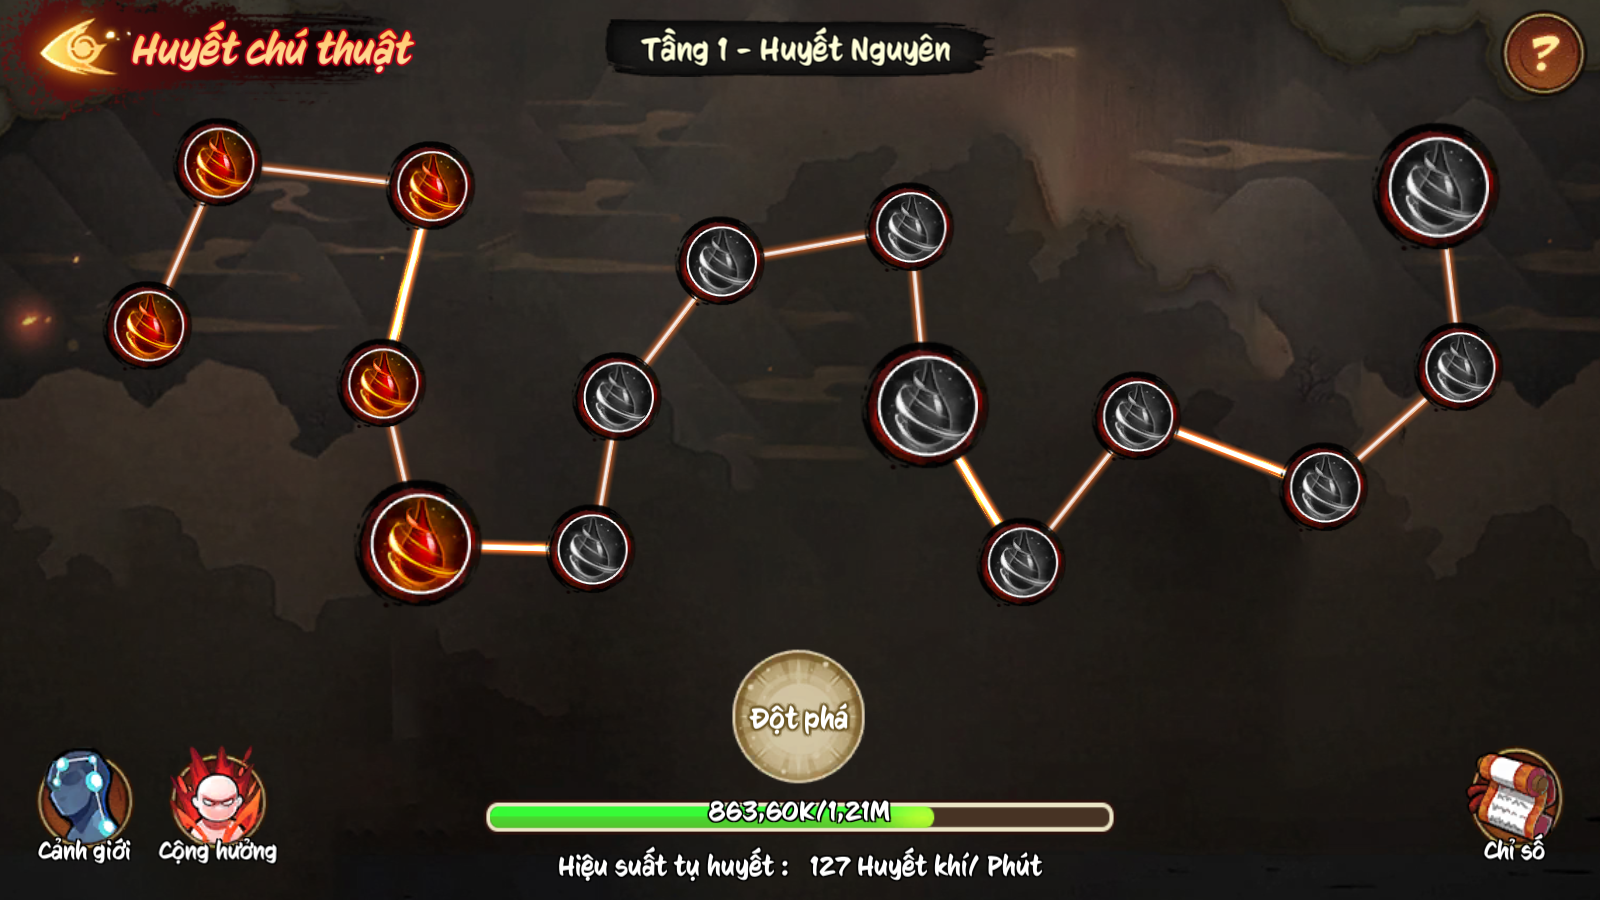 Huyết chú thuật
Tầng 1 - Huyết Nguyên
?
Đột phá
863,60K/1,21M
Hiệu suất tụ huyết : 127 Huyết khí/ Phút
Cảnh giới
Cộng hưởng
Chỉ số